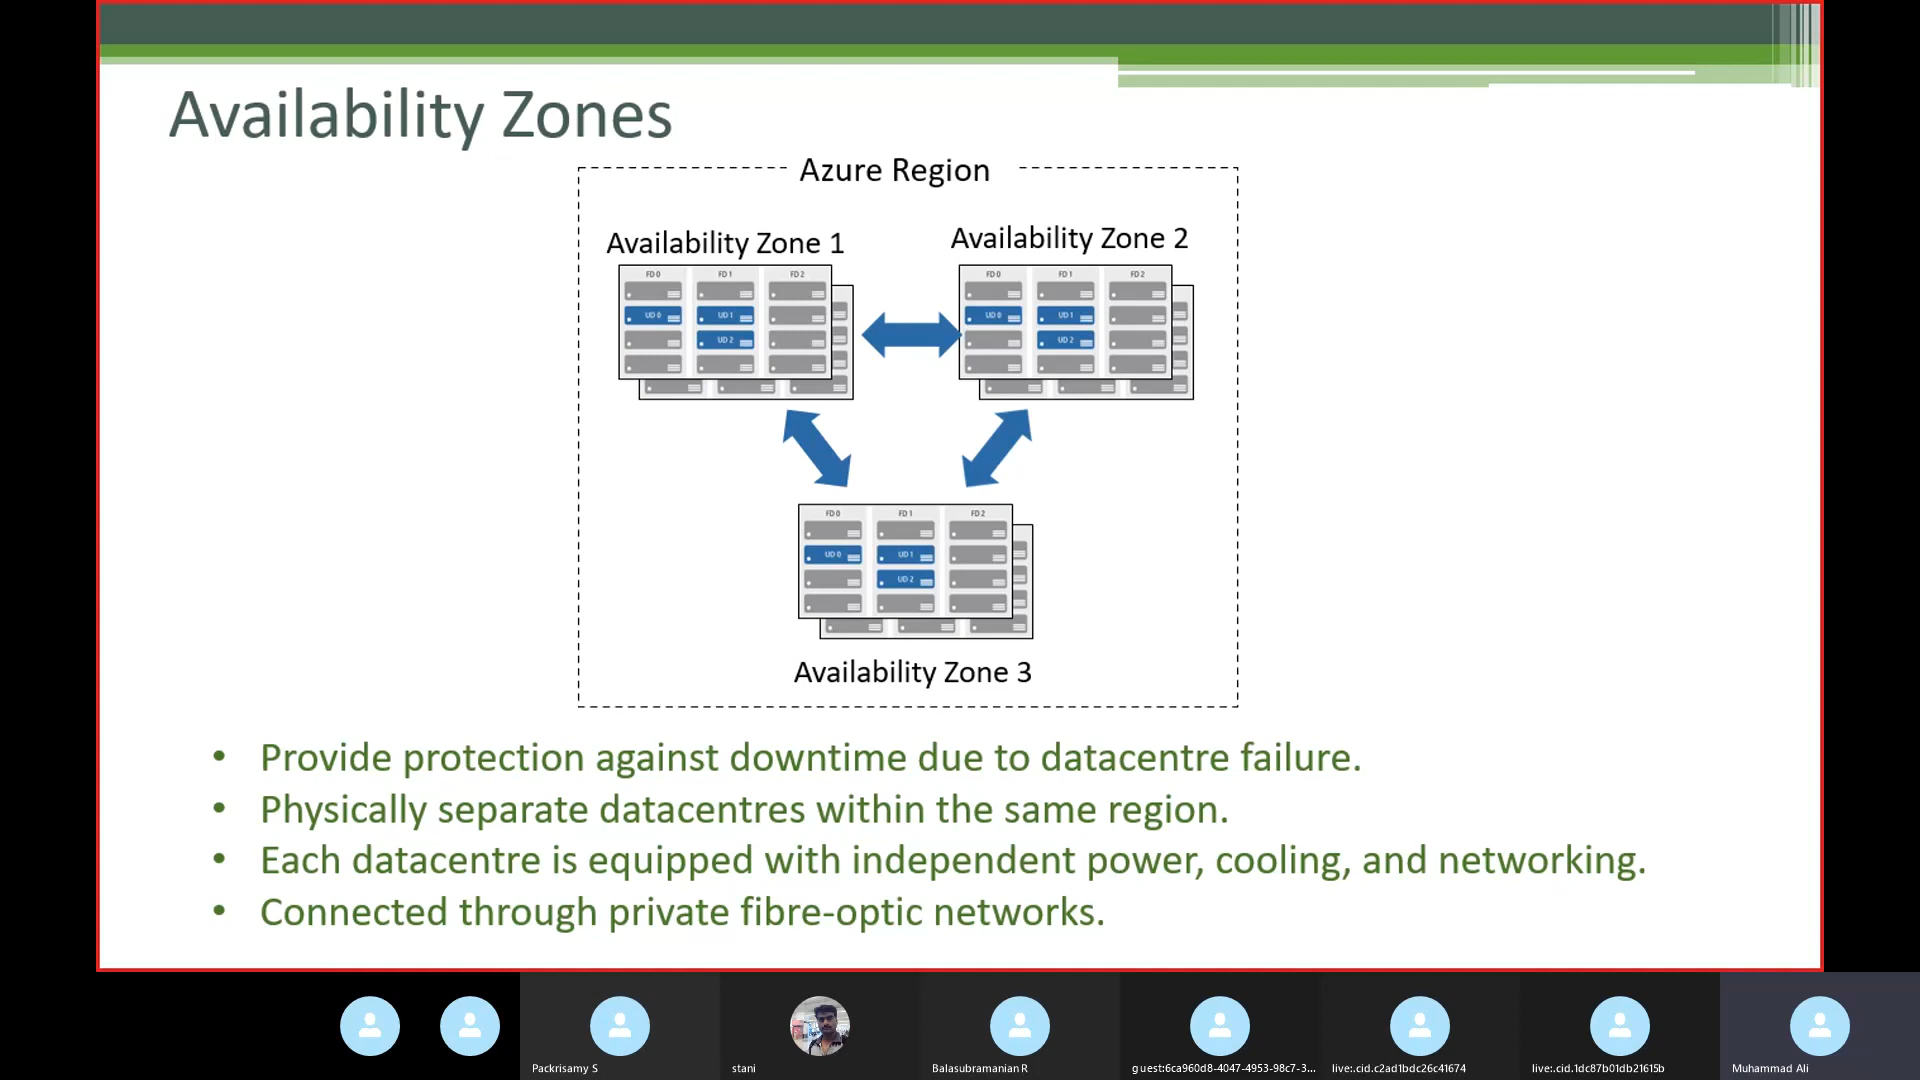 Availability Zones
Azure Region
Availability Zone 1
Availability Zone 2
FD 0 FD 1 FD 2
UD 0 UD 1
UD 2
FD 0 FD 1 FD 2
UD 0 UD 1
UD 2
FD 0 FD 1 FD 2
UD 0 UD 1
UD 2
Availability Zone 3
• Provide protection against downtime due to datacentre failure.
• Physically separate datacentres within the same region.
• Each datacentre is equipped with independent power, cooling, and networking.
• Connected through private fibre-optic networks.
Packrisamy S
stani
Balasubramanian R
guest:6ca960d8-4047-4953-98c7-3...
live:.cid.c2ad1bdc26c41674
live:.cid.1dc87b01db21615b
Muhammad Ali